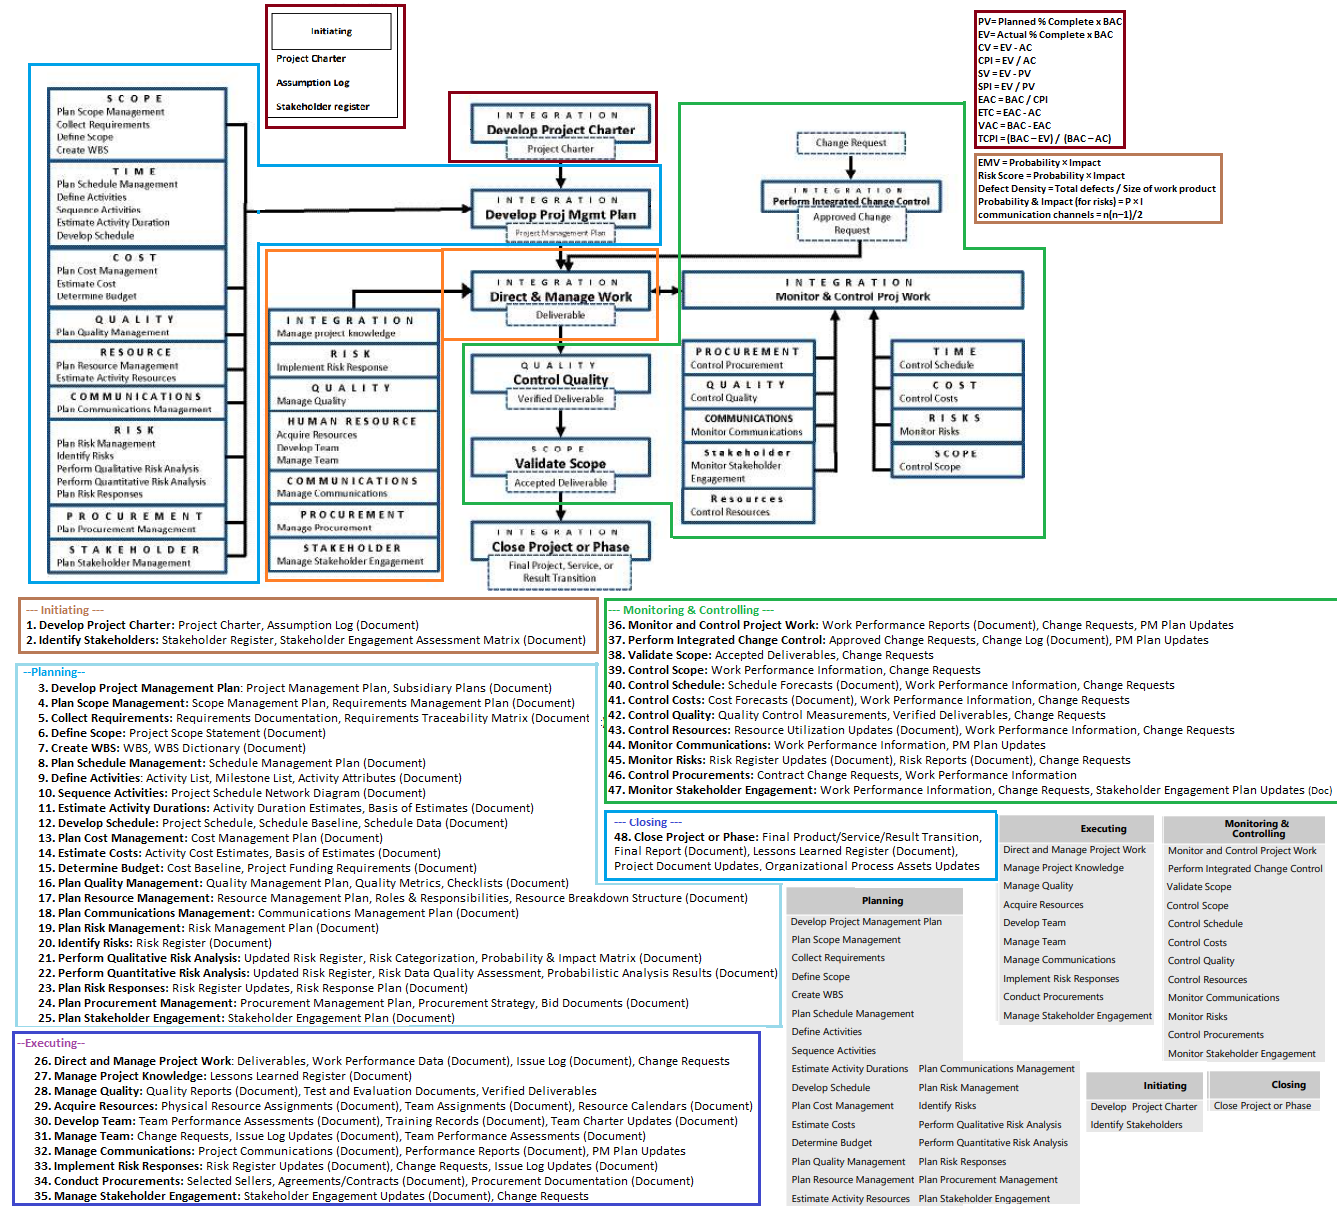 Initiating
Project Charter
Assumption Log
Stakeholder register
PV= Planned % Complete x BAC
EV= Actual % Complete x BAC
CV = EV - AC
CPI = EV / AC
SV = EV - PV
SPI = EV / PV
EAC = BAC / CPI
ETC = EAC - AC
VAC = BAC - EAC
TCPI = (BAC – EV) / (BAC – AC)
EMV = Probability × Impact
Risk Score = Probability × Impact
Defect Density = Total defects / Size of work product
Probability & Impact (for risks) = P × I
communication channels = n(n−1)/2
SCOPE
Plan Scope Management
Collect Requirements
Define Scope
Create WBS
TIME
Plan Schedule Management
Define Activities
Sequence Activities
Estimate Activity Duration
Develop Schedule
COST
Plan Cost Management
Estimate Cost
Determine Budget
QUALITY
Plan Quality Management
RESOURCE
Plan Resource Management
Estimate Activity Resources
COMMUNICATIONS
Plan Communications Management
RISK
Plan Risk Management
Identify Risks
Perform Qualitative Risk Analysis
Perform Quantitative Risk Analysis
Plan Risk Responses
PROCUREMENT
Plan Procurement Management
STAKEHOLDER
Plan Stakeholder Management
INTEGRATION
Develop Project Charter
Project Charter
INTEGRATION
Develop Proj Mgmt Plan
Project Management Plan
INTEGRATION
Direct & Manage Work
Deliverable
QUALITY
Control Quality
Verified Deliverable
SCOPE
Validate Scope
Accepted Deliverable
INTEGRATION
Close Project or Phase
Final Project, Service, or
Result Transition
INTEGRATION
Manage project knowledge
RISK
Implement Risk Response
QUALITY
Manage Quality
HUMAN RESOURCE
Acquire Resources
Develop Team
Manage Team
COMMUNICATIONS
Manage Communications
PROCUREMENT
Manage Procurement
STAKEHOLDER
Manage Stakeholder Engagement
Change Request
INTEGRATION
Perform Integrated Change Control
Approved Change
Request
INTEGRATION
Monitor & Control Proj Work
PROCUREMENT
Control Procurement
QUALITY
Control Quality
COMMUNICATIONS
Monitor Communications
Stakeholder
Monitor Stakeholder
Engagement
Resources
Control Resources
TIME
Control Schedule
COST
Control Costs
RISKS
Monitor Risks
SCOPE
Control Scope
--- Initiating ---
1. Develop Project Charter: Project Charter, Assumption Log (Document)
2. Identify Stakeholders: Stakeholder Register, Stakeholder Engagement Assessment Matrix (Document)
--Planning--
3. Develop Project Management Plan: Project Management Plan, Subsidiary Plans (Document)
4. Plan Scope Management: Scope Management Plan, Requirements Management Plan (Document)
5. Collect Requirements: Requirements Documentation, Requirements Traceability Matrix (Document
6. Define Scope: Project Scope Statement (Document)
7. Create WBS: WBS, WBS Dictionary (Document)
8. Plan Schedule Management: Schedule Management Plan (Document)
9. Define Activities: Activity List, Milestone List, Activity Attributes (Document)
10. Sequence Activities: Project Schedule Network Diagram (Document)
11. Estimate Activity Durations: Activity Duration Estimates, Basis of Estimates (Document)
12. Develop Schedule: Project Schedule, Schedule Baseline, Schedule Data (Document)
13. Plan Cost Management: Cost Management Plan (Document)
14. Estimate Costs: Activity Cost Estimates, Basis of Estimates (Document)
15. Determine Budget: Cost Baseline, Project Funding Requirements (Document)
16. Plan Quality Management: Quality Management Plan, Quality Metrics, Checklists (Document)
17. Plan Resource Management: Resource Management Plan, Roles & Responsibilities, Resource Breakdown Structure (Document)
18. Plan Communications Management: Communications Management Plan (Document)
19. Plan Risk Management: Risk Management Plan (Document)
20. Identify Risks: Risk Register (Document)
21. Perform Qualitative Risk Analysis: Updated Risk Register, Risk Categorization, Probability & Impact Matrix (Document)
22. Perform Quantitative Risk Analysis: Updated Risk Register, Risk Data Quality Assessment, Probabilistic Analysis Results (Document)
23. Plan Risk Responses: Risk Register Updates, Risk Response Plan (Document)
24. Plan Procurement Management: Procurement Management Plan, Procurement Strategy, Bid Documents (Document)
25. Plan Stakeholder Engagement: Stakeholder Engagement Plan (Document)
--Executing--
26. Direct and Manage Project Work: Deliverables, Work Performance Data (Document), Issue Log (Document), Change Requests
27. Manage Project Knowledge: Lessons Learned Register (Document)
28. Manage Quality: Quality Reports (Document), Test and Evaluation Documents, Verified Deliverables
29. Acquire Resources: Physical Resource Assignments (Document), Team Assignments (Document), Resource Calendars (Document)
30. Develop Team: Team Performance Assessments (Document), Training Records (Document), Team Charter Updates (Document)
31. Manage Team: Change Requests, Issue Log Updates (Document), Team Performance Assessments (Document)
32. Manage Communications: Project Communications (Document), Performance Reports (Document), PM Plan Updates
33. Implement Risk Responses: Risk Register Updates (Document), Change Requests, Issue Log Updates (Document)
34. Conduct Procurements: Selected Sellers, Agreements/Contracts (Document), Procurement Documentation (Document)
35. Manage Stakeholder Engagement: Stakeholder Engagement Updates (Document), Change Requests
--- Monitoring & Controlling ---
36. Monitor and Control Project Work: Work Performance Reports (Document), Change Requests, PM Plan Updates
37. Perform Integrated Change Control: Approved Change Requests, Change Log (Document), PM Plan Updates
38. Validate Scope: Accepted Deliverables, Change Requests
39. Control Scope: Work Performance Information, Change Requests
40. Control Schedule: Schedule Forecasts (Document), Work Performance Information, Change Requests
41. Control Costs: Cost Forecasts (Document), Work Performance Information, Change Requests
42. Control Quality: Quality Control Measurements, Verified Deliverables, Change Requests
43. Control Resources: Resource Utilization Updates (Document), Work Performance Information, Change Requests
44. Monitor Communications: Work Performance Information, PM Plan Updates
45. Monitor Risks: Risk Register Updates (Document), Risk Reports (Document), Change Requests
46. Control Procurements: Contract Change Requests, Work Performance Information
47. Monitor Stakeholder Engagement: Work Performance Information, Change Requests, Stakeholder Engagement Plan Updates (Doc)
--- Closing ---
48. Close Project or Phase: Final Product/Service/Result Transition,
Final Report (Document), Lessons Learned Register (Document),
Project Document Updates, Organizational Process Assets Updates
Planning
Develop Project Management Plan
Plan Scope Management
Collect Requirements
Define Scope
Create WBS
Plan Schedule Management
Define Activities
Sequence Activities
Estimate Activity Durations
Develop Schedule
Plan Cost Management
Estimate Costs
Determine Budget
Plan Quality Management
Plan Resource Management
Estimate Activity Resources
Plan Communications Management
Plan Risk Management
Identify Risks
Perform Qualitative Risk Analysis
Perform Quantitative Risk Analysis
Plan Risk Responses
Plan Procurement Management
Plan Stakeholder Engagement
Executing
Direct and Manage Project Work
Manage Project Knowledge
Manage Quality
Acquire Resources
Develop Team
Manage Team
Manage Communications
Implement Risk Responses
Conduct Procurements
Manage Stakeholder Engagement
Monitoring &
Controlling
Monitor and Control Project Work
Perform Integrated Change Control
Validate Scope
Control Scope
Control Schedule
Control Costs
Control Quality
Control Resources
Monitor Communications
Monitor Risks
Control Procurements
Monitor Stakeholder Engagement
Initiating
Develop Project Charter
Identify Stakeholders
Closing
Close Project or Phase